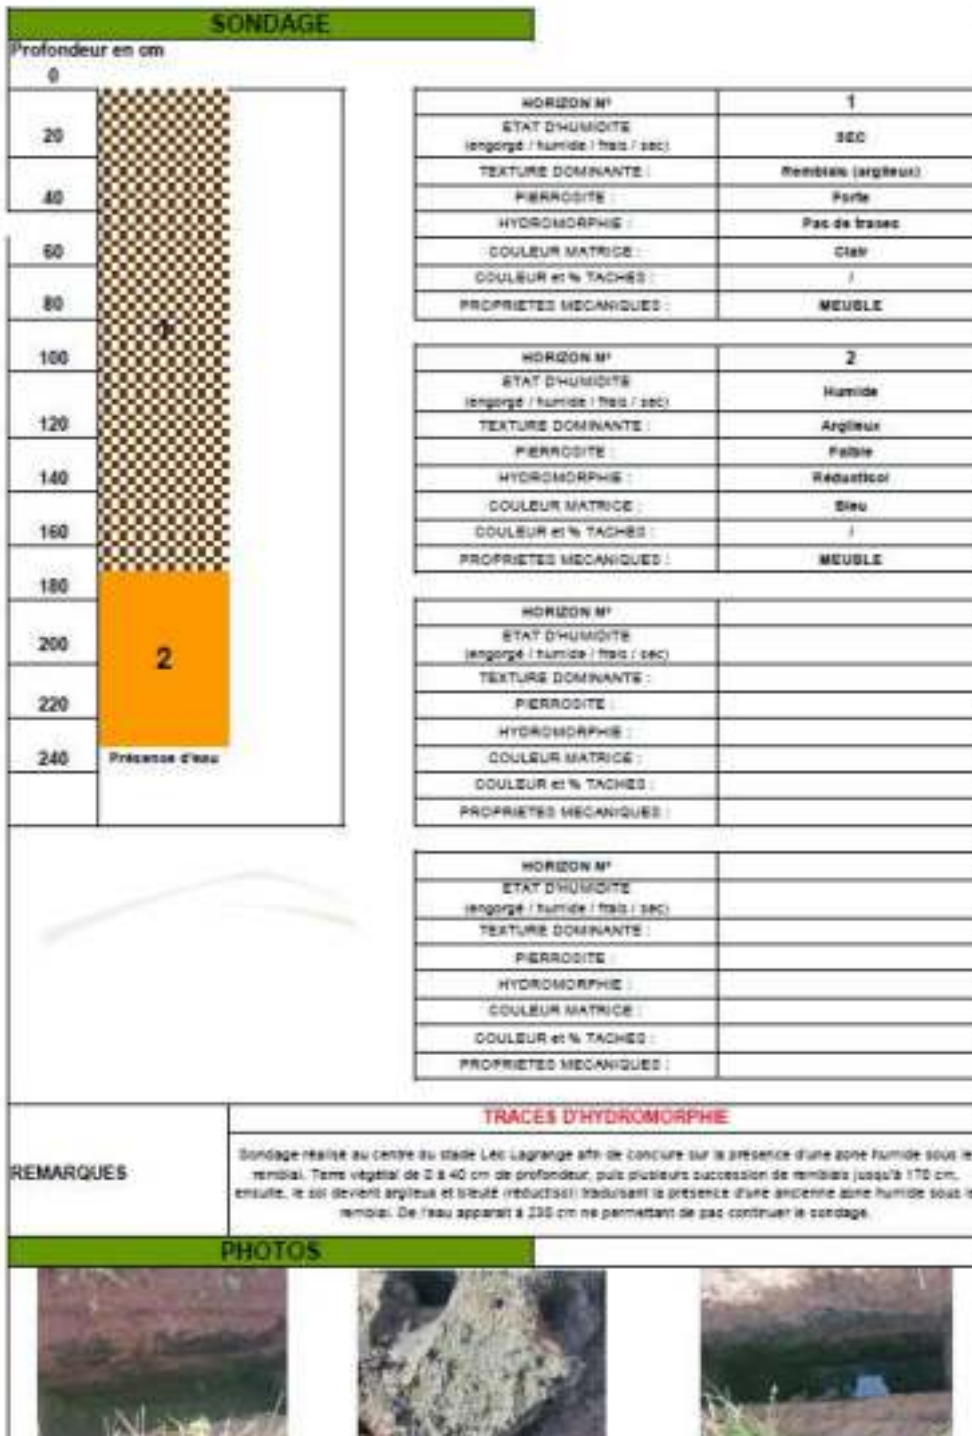 SONDAGE
Profondeur en cm
0
20
40
60
80
100
120
140
160
180
200
220
240
1
2
Présence d'eau
HORIZON N° 1
ETAT D'HUMIDITE
(engorgé / humide / frais / sec) SEC
TEXTURE DOMINANTE : Remblais (argileux)
PIERROSITE : Forte
HYDROMORPHIE : Pas de traces
COULEUR MATRICE : Clair
COULEUR et % TACHES : /
PROPRIETES MECANIQUES : MEUBLE
HORIZON N° 2
ETAT D'HUMIDITE
(engorgé / humide / frais / sec) Humide
TEXTURE DOMINANTE : Argileux
PIERROSITE : Faible
HYDROMORPHIE : Réductisol
COULEUR MATRICE : Bleu
COULEUR et % TACHES : /
PROPRIETES MECANIQUES : MEUBLE
HORIZON N°
ETAT D'HUMIDITE
(engorgé / humide / frais / sec)
TEXTURE DOMINANTE :
PIERROSITE :
HYDROMORPHIE :
COULEUR MATRICE :
COULEUR et % TACHES :
PROPRIETES MECANIQUES :
HORIZON N°
ETAT D'HUMIDITE
(engorgé / humide / frais / sec)
TEXTURE DOMINANTE :
PIERROSITE :
HYDROMORPHIE :
COULEUR MATRICE :
COULEUR et % TACHES :
PROPRIETES MECANIQUES :
REMARQUES
TRACES D'HYDROMORPHIE
Sondage réalisé au centre du stade Léo Lagrange afin de conclure sur la présence d'une zone humide sous le
remblai. Terre végétal de 0 à 40 cm de profondeur, puis plusieurs succession de remblais jusqu'à 170 cm,
ensuite, le sol devient argileux et bleuté (réductisol) traduisant la présence d'une ancienne zone humide sous le
remblai. De l'eau apparait à 230 cm ne permettant de pas continuer le sondage.
PHOTOS